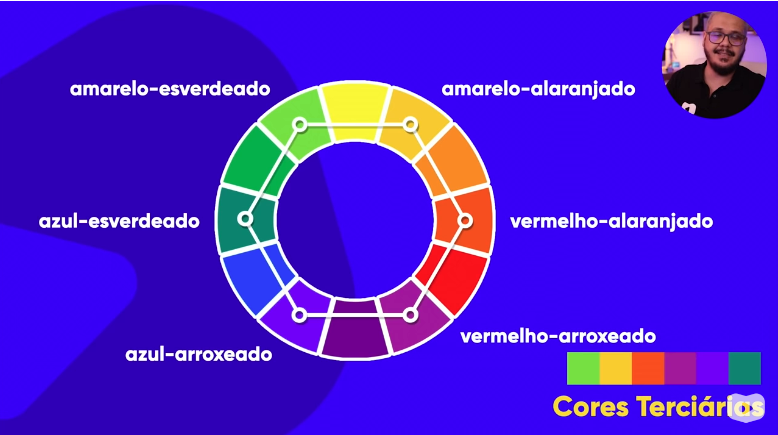 amarelo-esverdeado
amarelo-alaranjado
azul-esverdeado
vermelho-alaranjado
azul-arroxeado
vermelho-arroxeado
Cores Terciárias